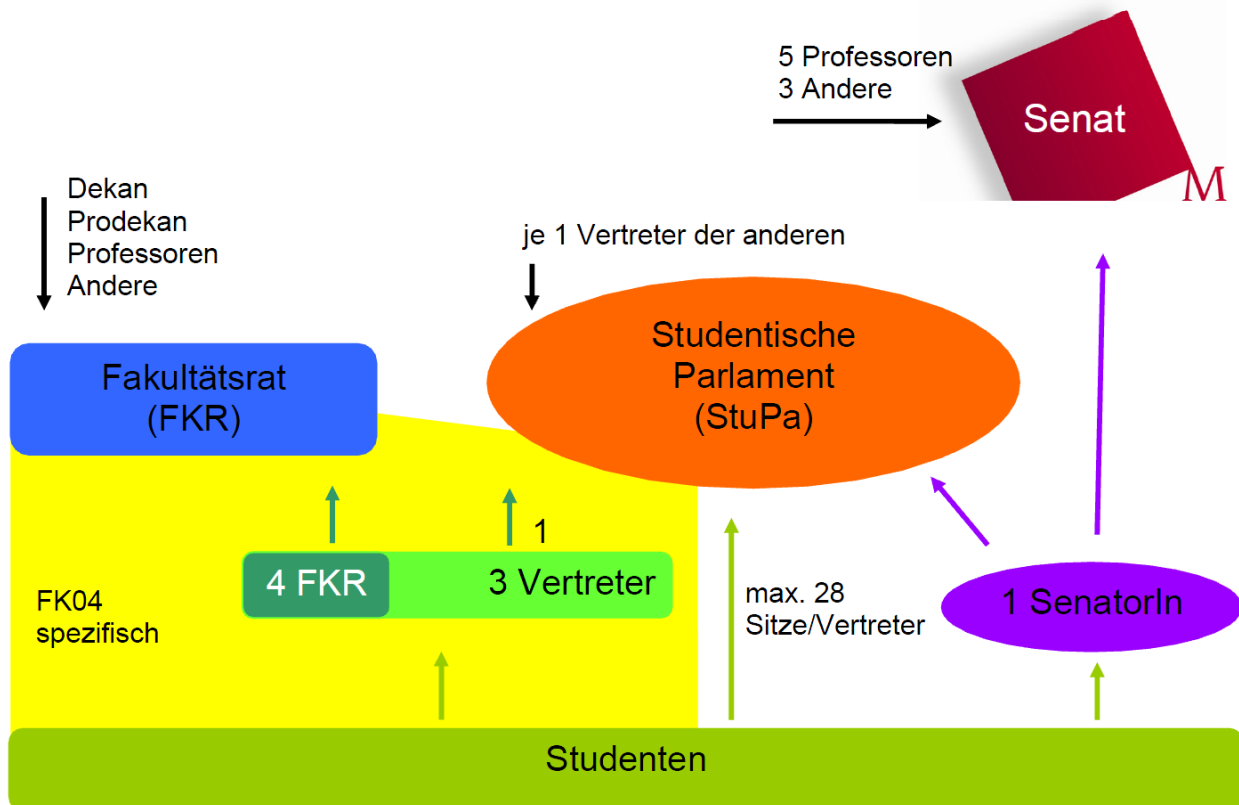 5 Professoren
3 Andere
Senat
M
Dekan
Prodekan
Professoren
Andere
je 1 Vertreter der anderen
Fakultätsrat
(FKR)
Studentische
Parlament
(StuPa)
1
4 FKR
3 Vertreter
FK04
spezifisch
max. 28
Sitze/Vertreter
1 SenatorIn
Studenten